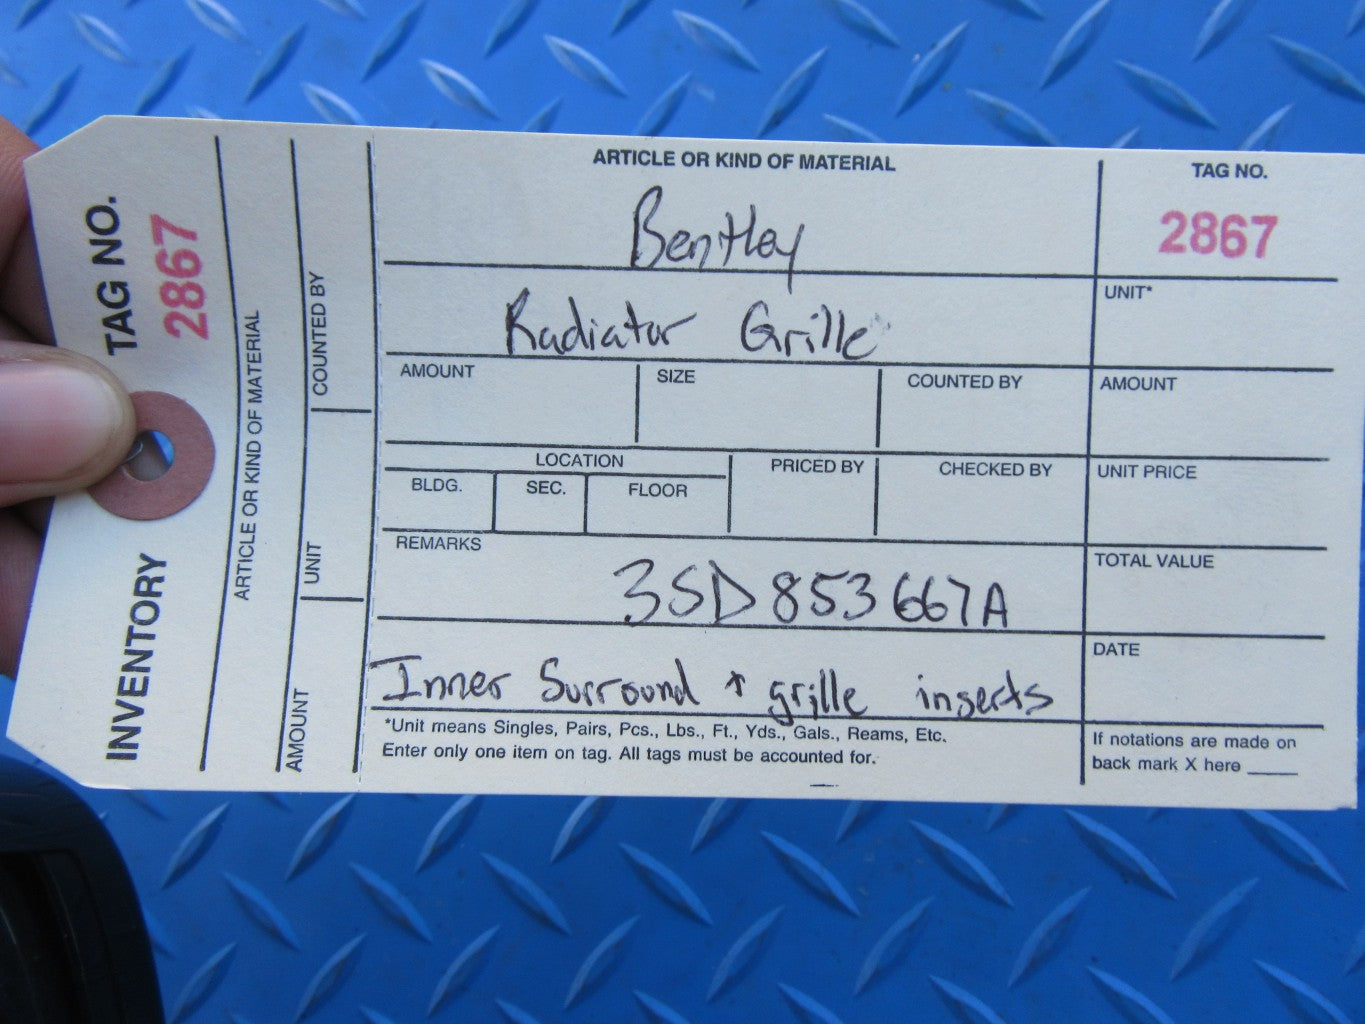 TAG NO.
2867
INVENTORY
ARTICLE OR KIND OF MATERIAL
COUNTED BY
UNIT
AMOUNT
ARTICLE OR KIND OF MATERIAL
Bentley
Radiator Grille
TAG NO.
2867
UNIT*
AMOUNT
SIZE
COUNTED BY
AMOUNT
LOCATION
BLDG.
SEC.
FLOOR
PRICED BY
CHECKED BY
UNIT PRICE
REMARKS
3SD853667A
TOTAL VALUE
Inner Surround + grille inserts
DATE
*Unit means Singles, Pairs, Pcs., Lbs., Ft., Yds., Gals., Reams, Etc.
Enter only one item on tag. All tags must be accounted for.
If notations are made on
back mark X here ____